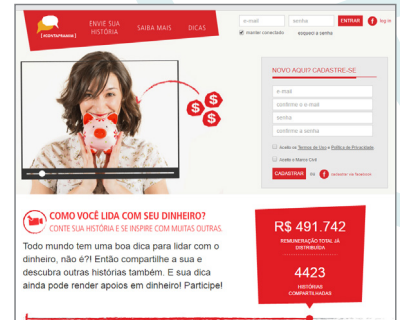 [#CONTAPRAMIM]
ENVIE SUA
HISTÓRIA
SAIBA MAIS
DICAS
e-mail
senha
ENTRAR
log in
manter conectado
esqueci a senha
NOVO AQUI? CADASTRE-SE
e-mail
confirme o e-mail
senha
confirme a senha
Aceito os Termos de Uso e Política de Privacidade
Aceito o Marco Civil
CADASTRAR ou cadastrar via facebook
$ $ $
COMO VOCÊ LIDA COM SEU DINHEIRO?
CONTE SUA HISTÓRIA E SE INSPIRE COM MUITAS OUTRAS.
Todo mundo tem uma boa dica para lidar com o
dinheiro, não é?! Então compartilhe a sua e
descubra outras histórias também. E sua dica
ainda pode render apoios em dinheiro! Participe!
R$ 491.742
REMUNERAÇÃO TOTAL JÁ
DISTRIBUÍDA
4423
HISTÓRIAS
COMPARTILHADAS